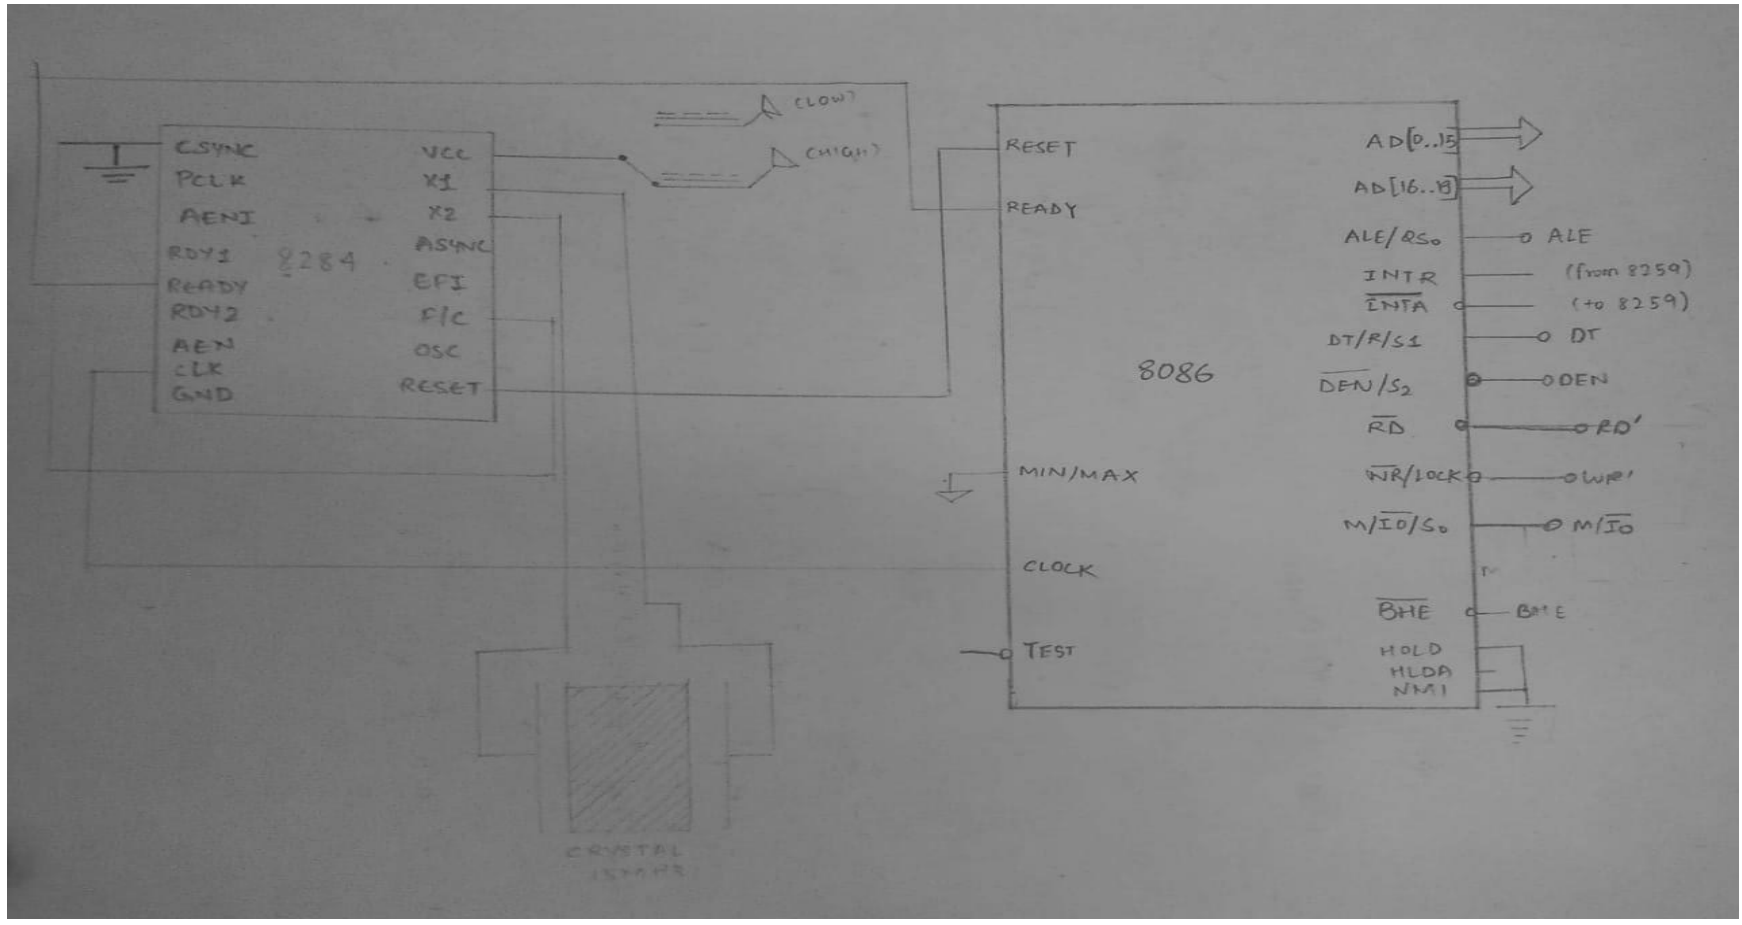 (LOW)
(HIGH)
CSYNC
PCLK
AENI
RDY1
READY
RDY2
AEN
CLK
GND
8284
VCC
X1
X2
ASYNC
EFI
F/C
OSC
RESET
CRYSTAL
RESET
READY
MIN/MAX
CLOCK
TEST
8086
AD[0..15]
AD[16..19]
ALE/QS0
INTR
INTA
DT/R/S1
DEN/S2
RD
WR/LOCK
M/IO/S0
BHE
HOLD
HLDA
NMI
ALE
(from 8259)
(to 8259)
DT
DEN
RD'
WR'
M/IO
BHE